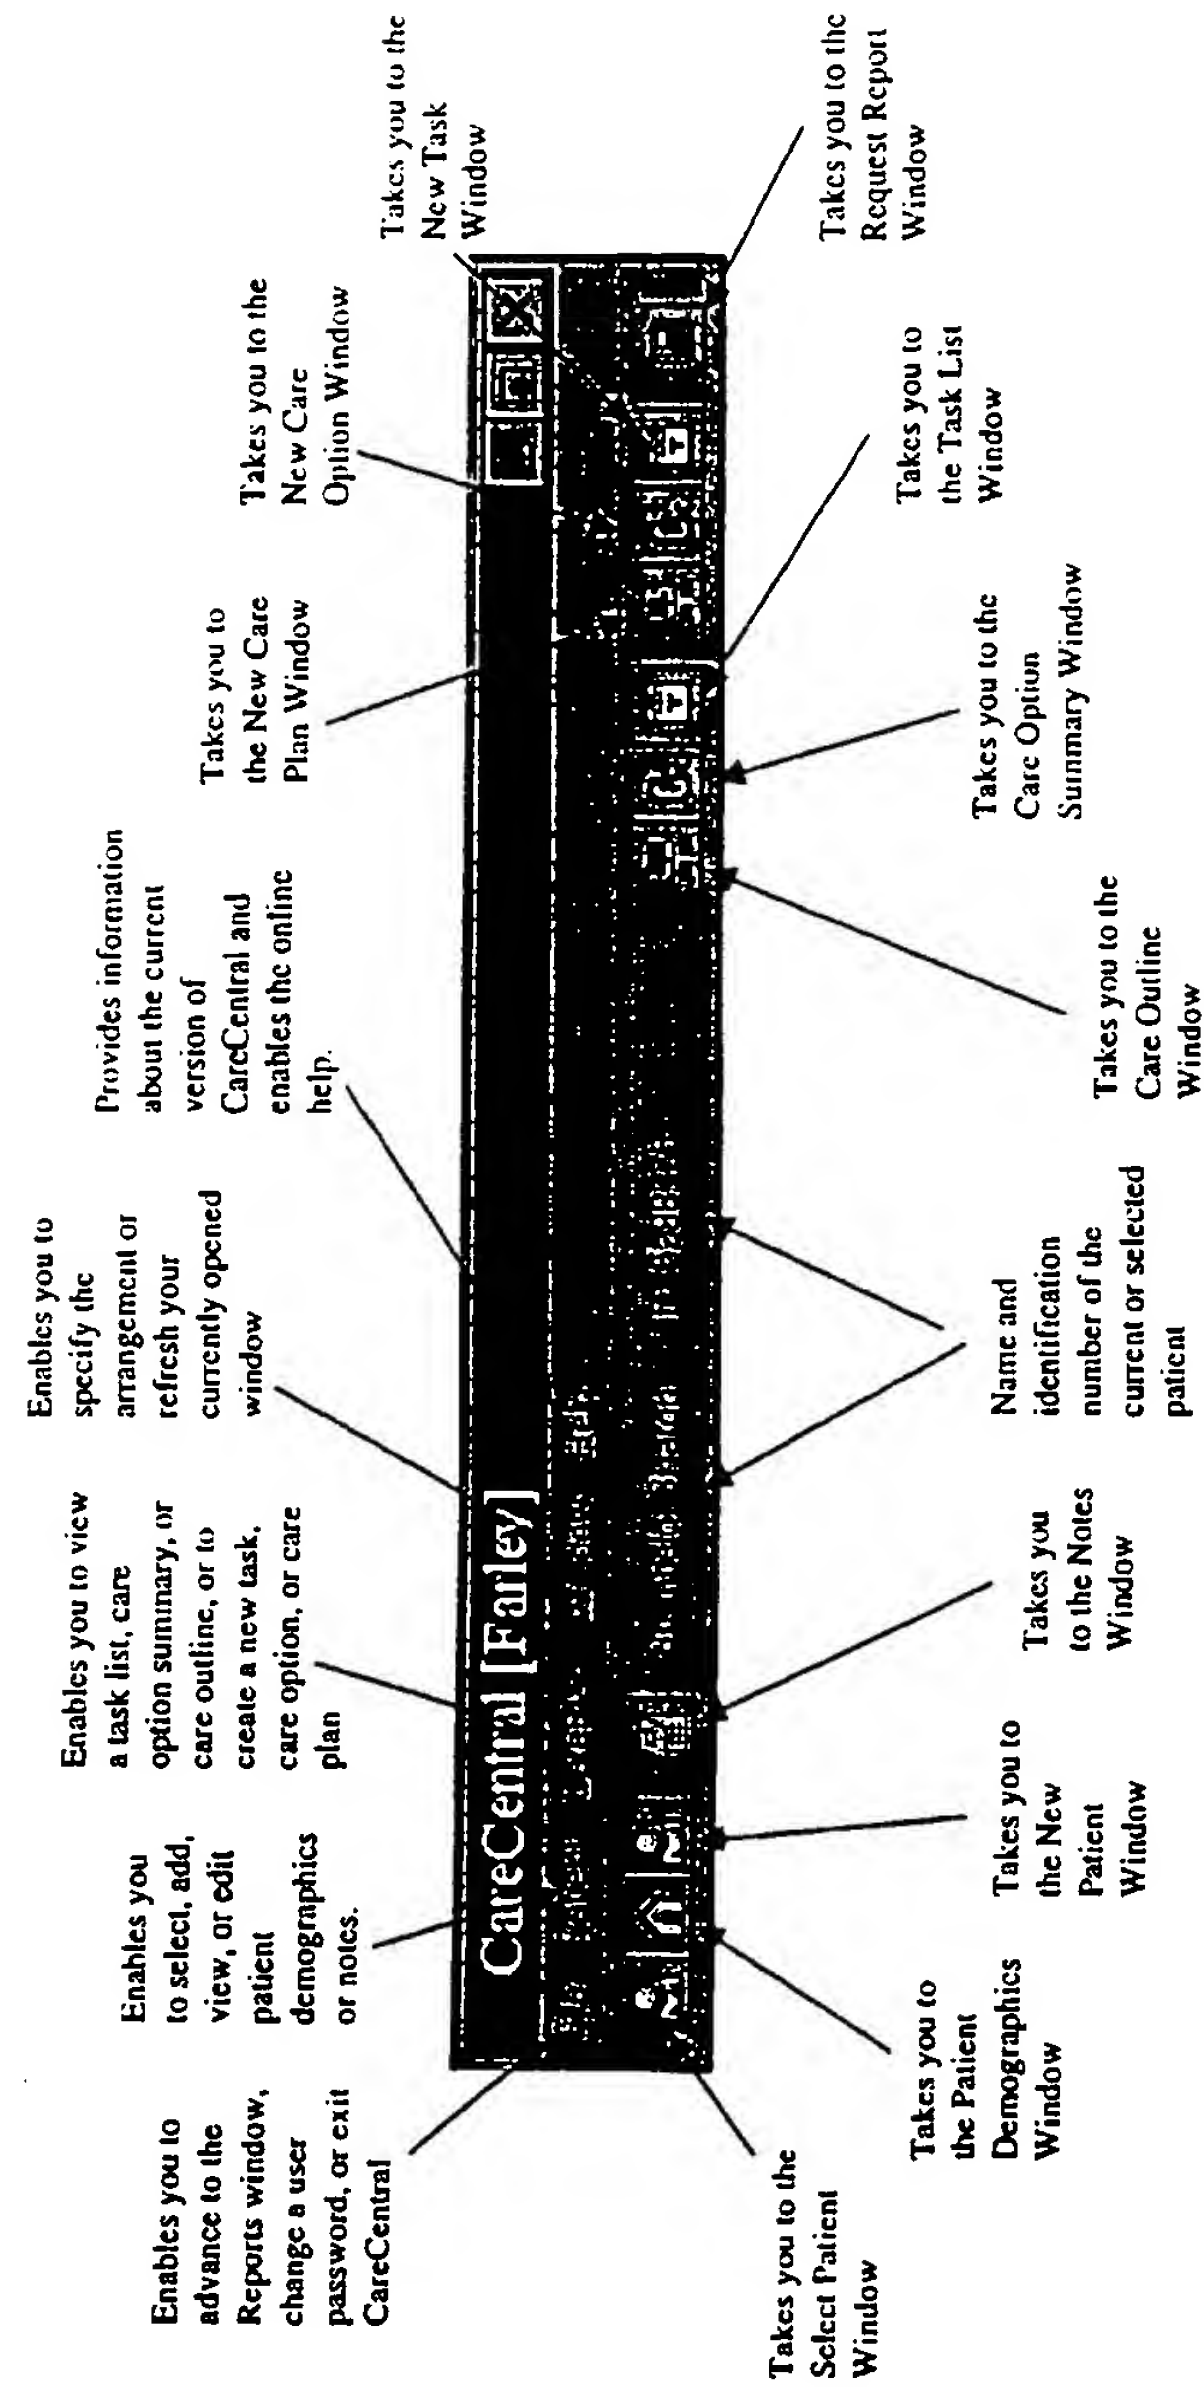 Enables you to
advance to the
Reports window,
change a user
password, or exit
CareCentral
Enables you
to select, add,
view, or edit
patient
demographics
or notes.
Enables you to view
a task list, care
option summary, or
care outline, or to
create a new task,
care option, or care
plan
Enables you to
specify the
arrangement or
refresh your
currently opened
window
Provides information
about the current
version of
CareCentral and
enables the online
help.
Takes you to
the New Care
Plan Window
Takes you to the
New Care
Option Window
Takes you to the
New Task
Window
CareCentral [Farley]
Help
Takes you to the
Select Patient
Window
Takes you to
the Patient
Demographics
Window
Takes you to
the New
Patient
Window
Takes you
to the Notes
Window
Name and
identification
number of the
current or selected
patient
Takes you to the
Care Outline
Window
Takes you to the
Care Option
Summary Window
Takes you to
the Task List
Window
Takes you to the
Request Report
Window